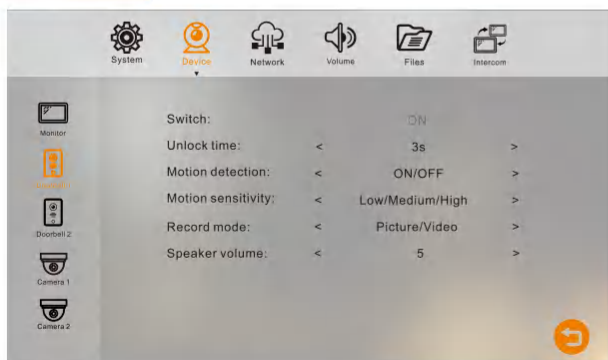 System Device Network Volume Files Intercom
Monitor
Doorbell 2
Camera 1
Camera 2
Switch: ON
Unlock time: < 3s >
Motion detection: < ON/OFF >
Motion sensitivity: < Low/Medium/High >
Record mode: < Picture/Video >
Speaker volume: < 5 >